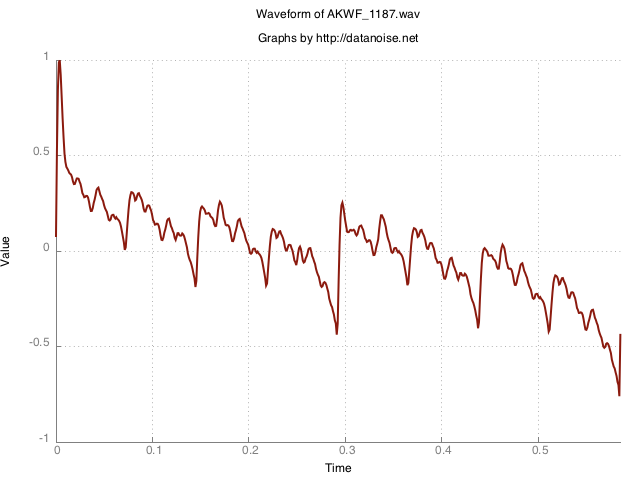 Waveform of AKWF_1187.wav
Graphs by http://datanoise.net
1
0.5
0
-0.5
-1
Value
0 0.1 0.2 0.3 0.4 0.5
Time